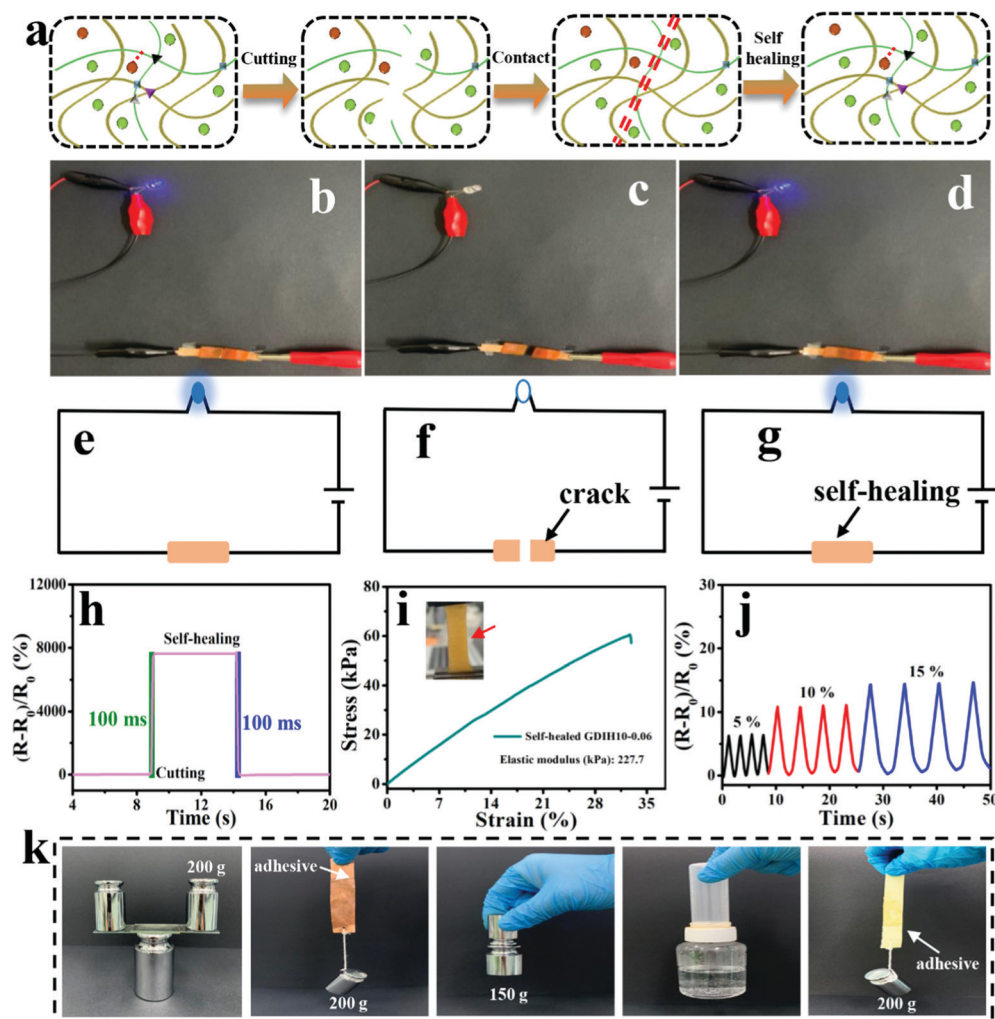 a
Cutting
Contact
Self
healing
b
c
d
e
f
crack
g
self-healing
h
12000
8000
4000
0
(R-R₀)/R₀ (%)
Self-healing
100 ms
100 ms
Cutting
4 8 12 16 20
Time (s)
i
80
60
40
20
0
Stress (kPa)
Self-healed GDIH10-0.06
Elastic modulus (kPa): 227.7
0 7 14 21 28 35
Strain (%)
j
30
15
0
(R-R₀)/R₀ (%)
5 %
10 %
15 %
0 10 20 30 40 50
Time (s)
k
200 g
adhesive
200 g
150 g
adhesive
200 g